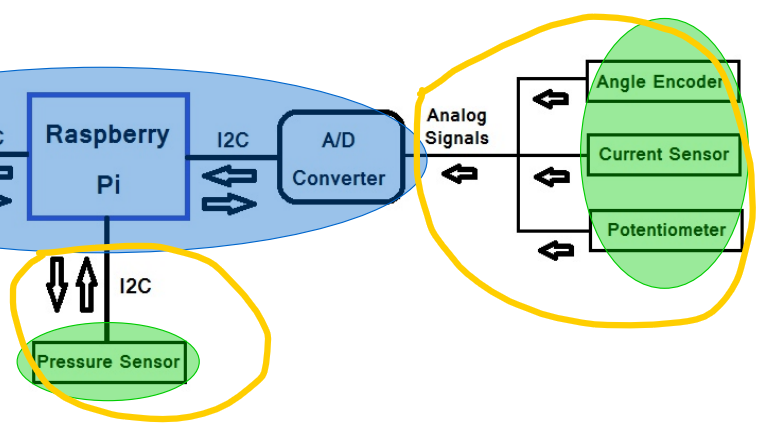 C
Raspberry
Pi
I2C
A/D
Converter
Analog
Signals
Angle Encoder
Current Sensor
Potentiometer
I2C
Pressure Sensor